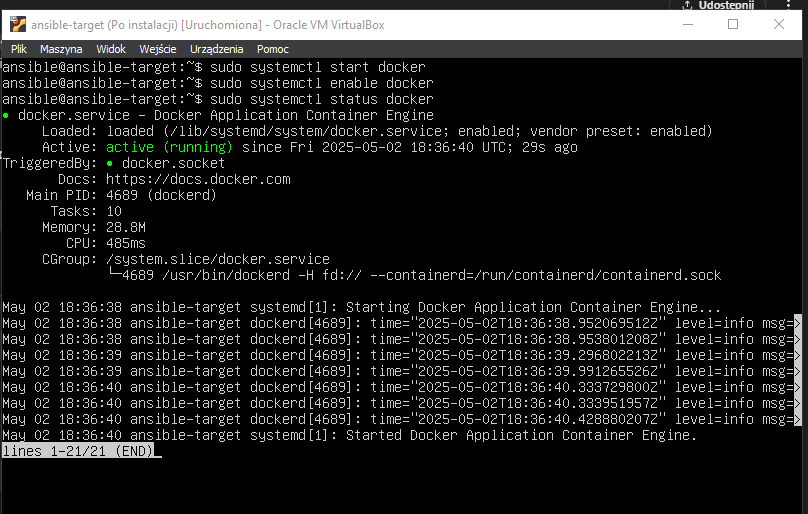 Udostępnij
ansible-target (Po instalacji) [Uruchomiona] - Oracle VM VirtualBox
Plik Maszyna Widok Wejście Urządzenia Pomoc
ansible@ansible-target:~$ sudo systemctl start docker
ansible@ansible-target:~$ sudo systemctl enable docker
ansible@ansible-target:~$ sudo systemctl status docker
● docker.service - Docker Application Container Engine
Loaded: loaded (/lib/systemd/system/docker.service; enabled; vendor preset: enabled)
Active: active (running) since Fri 2025-05-02 18:36:40 UTC; 29s ago
TriggeredBy: ● docker.socket
Docs: https://docs.docker.com
Main PID: 4689 (dockerd)
Tasks: 10
Memory: 28.8M
CPU: 485ms
CGroup: /system.slice/docker.service
└─4689 /usr/bin/dockerd -H fd:// --containerd=/run/containerd/containerd.sock
May 02 18:36:38 ansible-target systemd[1]: Starting Docker Application Container Engine...
May 02 18:36:38 ansible-target dockerd[4689]: time="2025-05-02T18:36:38.952069512Z" level=info msg=>
May 02 18:36:38 ansible-target dockerd[4689]: time="2025-05-02T18:36:38.953801208Z" level=info msg=>
May 02 18:36:39 ansible-target dockerd[4689]: time="2025-05-02T18:36:39.296802213Z" level=info msg=>
May 02 18:36:39 ansible-target dockerd[4689]: time="2025-05-02T18:36:39.991265526Z" level=info msg=>
May 02 18:36:40 ansible-target dockerd[4689]: time="2025-05-02T18:36:40.333729800Z" level=info msg=>
May 02 18:36:40 ansible-target dockerd[4689]: time="2025-05-02T18:36:40.333951957Z" level=info msg=>
May 02 18:36:40 ansible-target dockerd[4689]: time="2025-05-02T18:36:40.428880207Z" level=info msg=>
May 02 18:36:40 ansible-target systemd[1]: Started Docker Application Container Engine.
lines 1-21/21 (END)